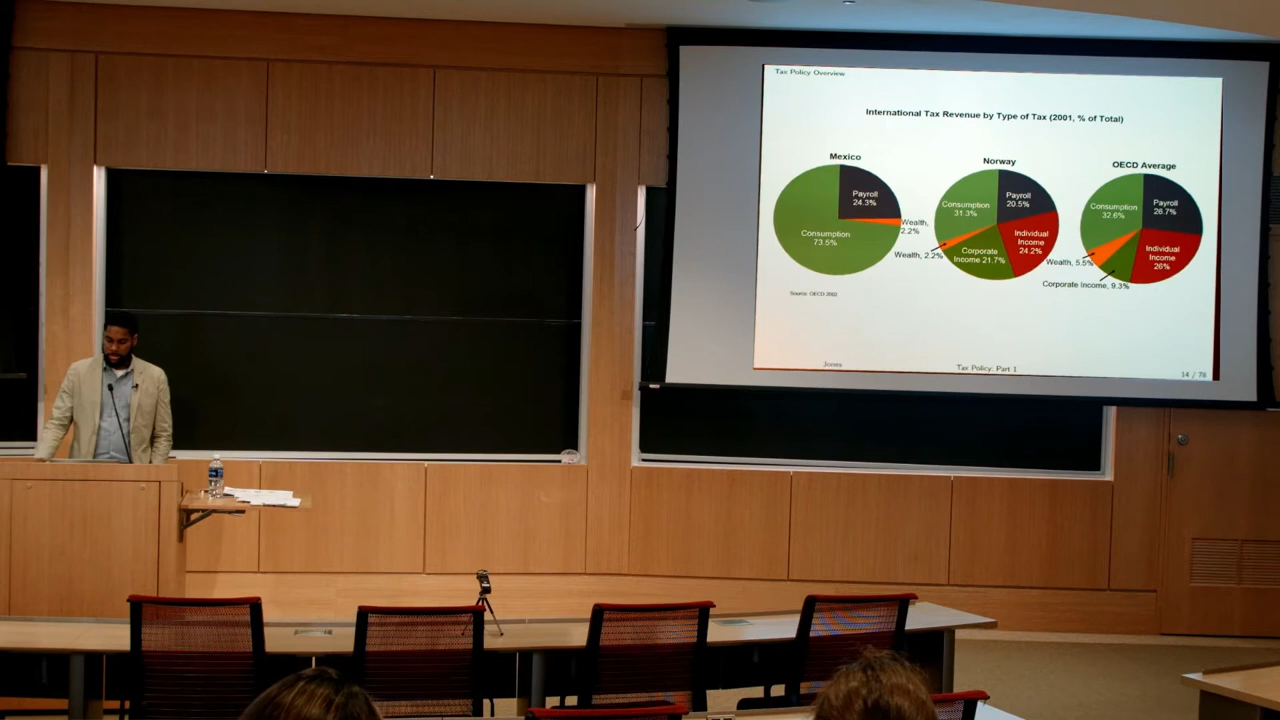 Tax Policy Overview
International Tax Revenue by Type of Tax (2001, % of Total)
Mexico
Payroll
24.3%
Wealth,
2.2%
Consumption
73.5%
Norway
Consumption
31.3%
Payroll
20.5%
Individual
Income
24.2%
Corporate
Income 21.7%
Wealth, 2.2%
OECD Average
Consumption
32.6%
Payroll
26.7%
Individual
Income
26%
Wealth, 5.5%
Corporate Income, 9.3%
Source: OECD 2002
Jones
Tax Policy: Part 1
14 / 78